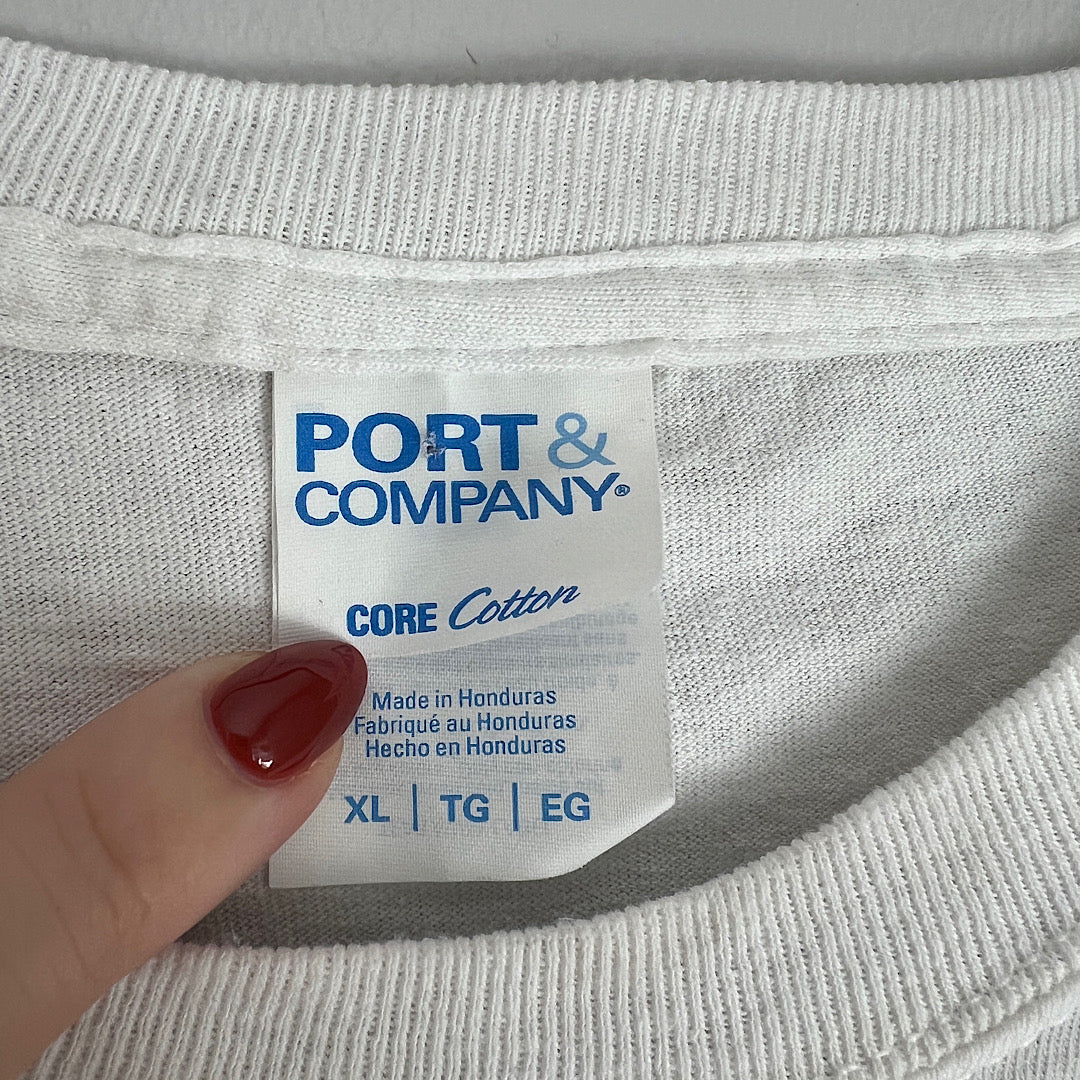 PORT &
COMPANY®
CORE Cotton
Made in Honduras
Fabriqué au Honduras
Hecho en Honduras
XL | TG | EG